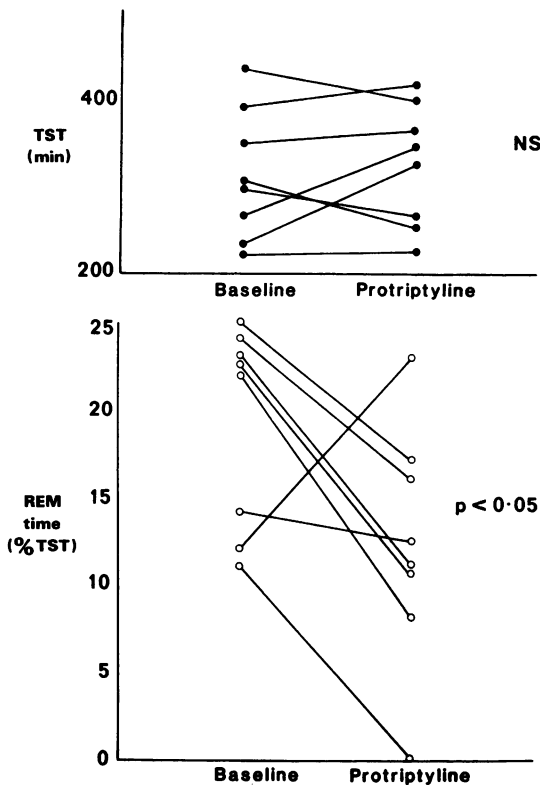 400
TST
(min)
NS
200
Baseline Protriptyline
25
20
15
REM
time
(% TST)
p < 0·05
10
5
0
Baseline Protriptyline